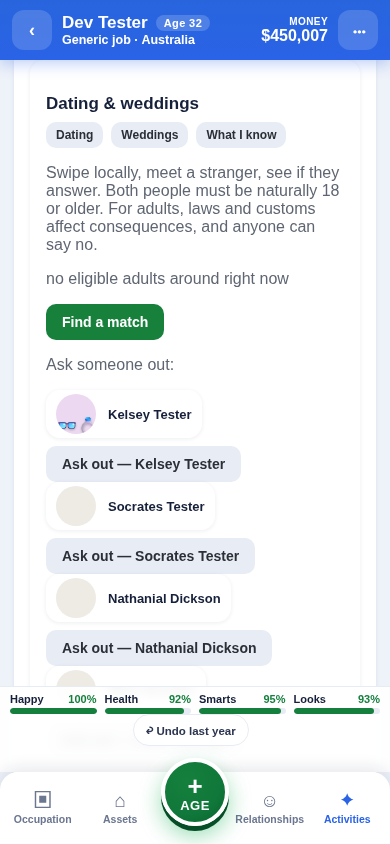 ‹
Dev Tester Age 32
Generic job · Australia
MONEY
$450,007
•••
Dating & weddings
Dating
Weddings
What I know
Swipe locally, meet a stranger, see if they
answer. Both people must be naturally 18
or older. For adults, laws and customs
affect consequences, and anyone can
say no.
no eligible adults around right now
Find a match
Ask someone out:
Kelsey Tester
Ask out — Kelsey Tester
Socrates Tester
Ask out — Socrates Tester
Nathanial Dockson
Ask out — Nathanial Dockson
Happy 100%
Health 92%
Smarts 95%
Looks 93%
Undo last year
+
AGE
Occupation
Assets
Relationships
Activities